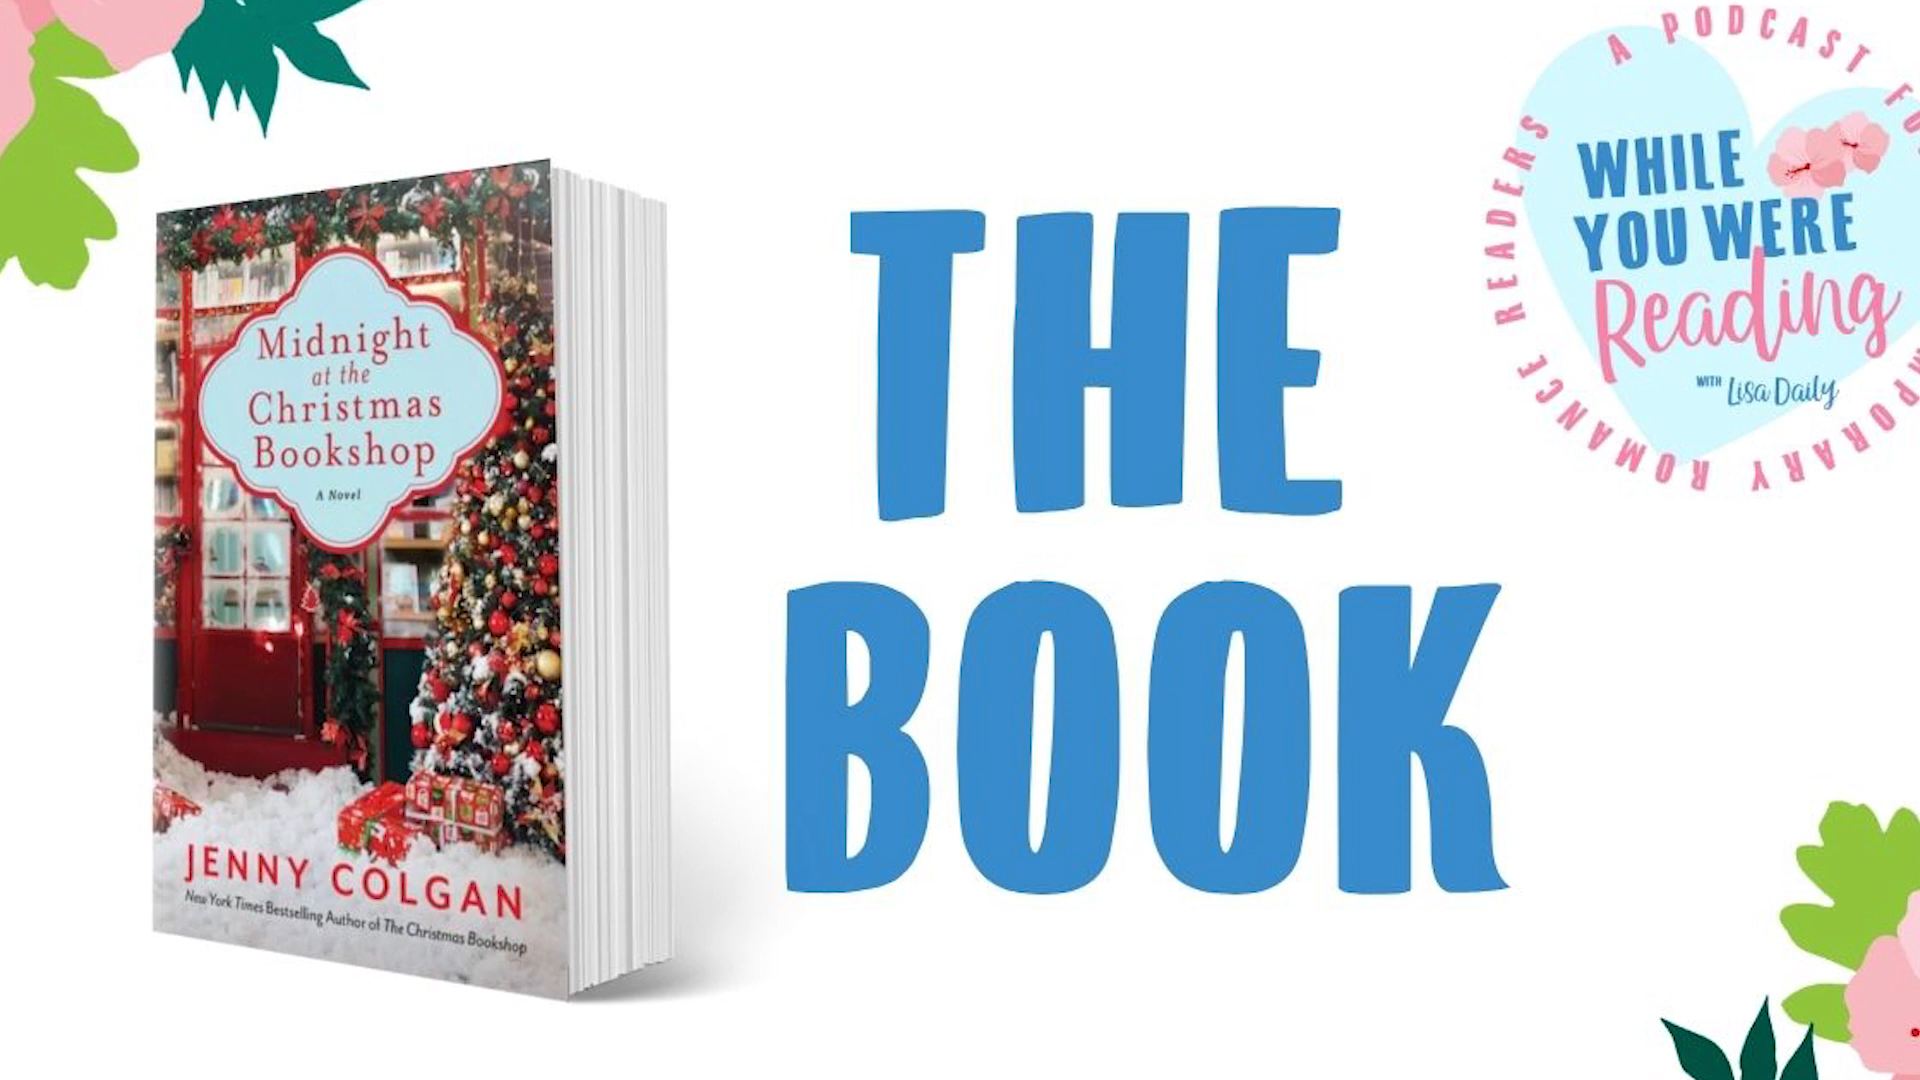 Midnight
at the
Christmas
Bookshop
A Novel
JENNY COLGAN
New York Times Bestselling Author of The Christmas Bookshop
THE
BOOK
A PODCAST
READERS
ROMANCE
WHILE
YOU WERE
Reading
WITH Lisa Daily